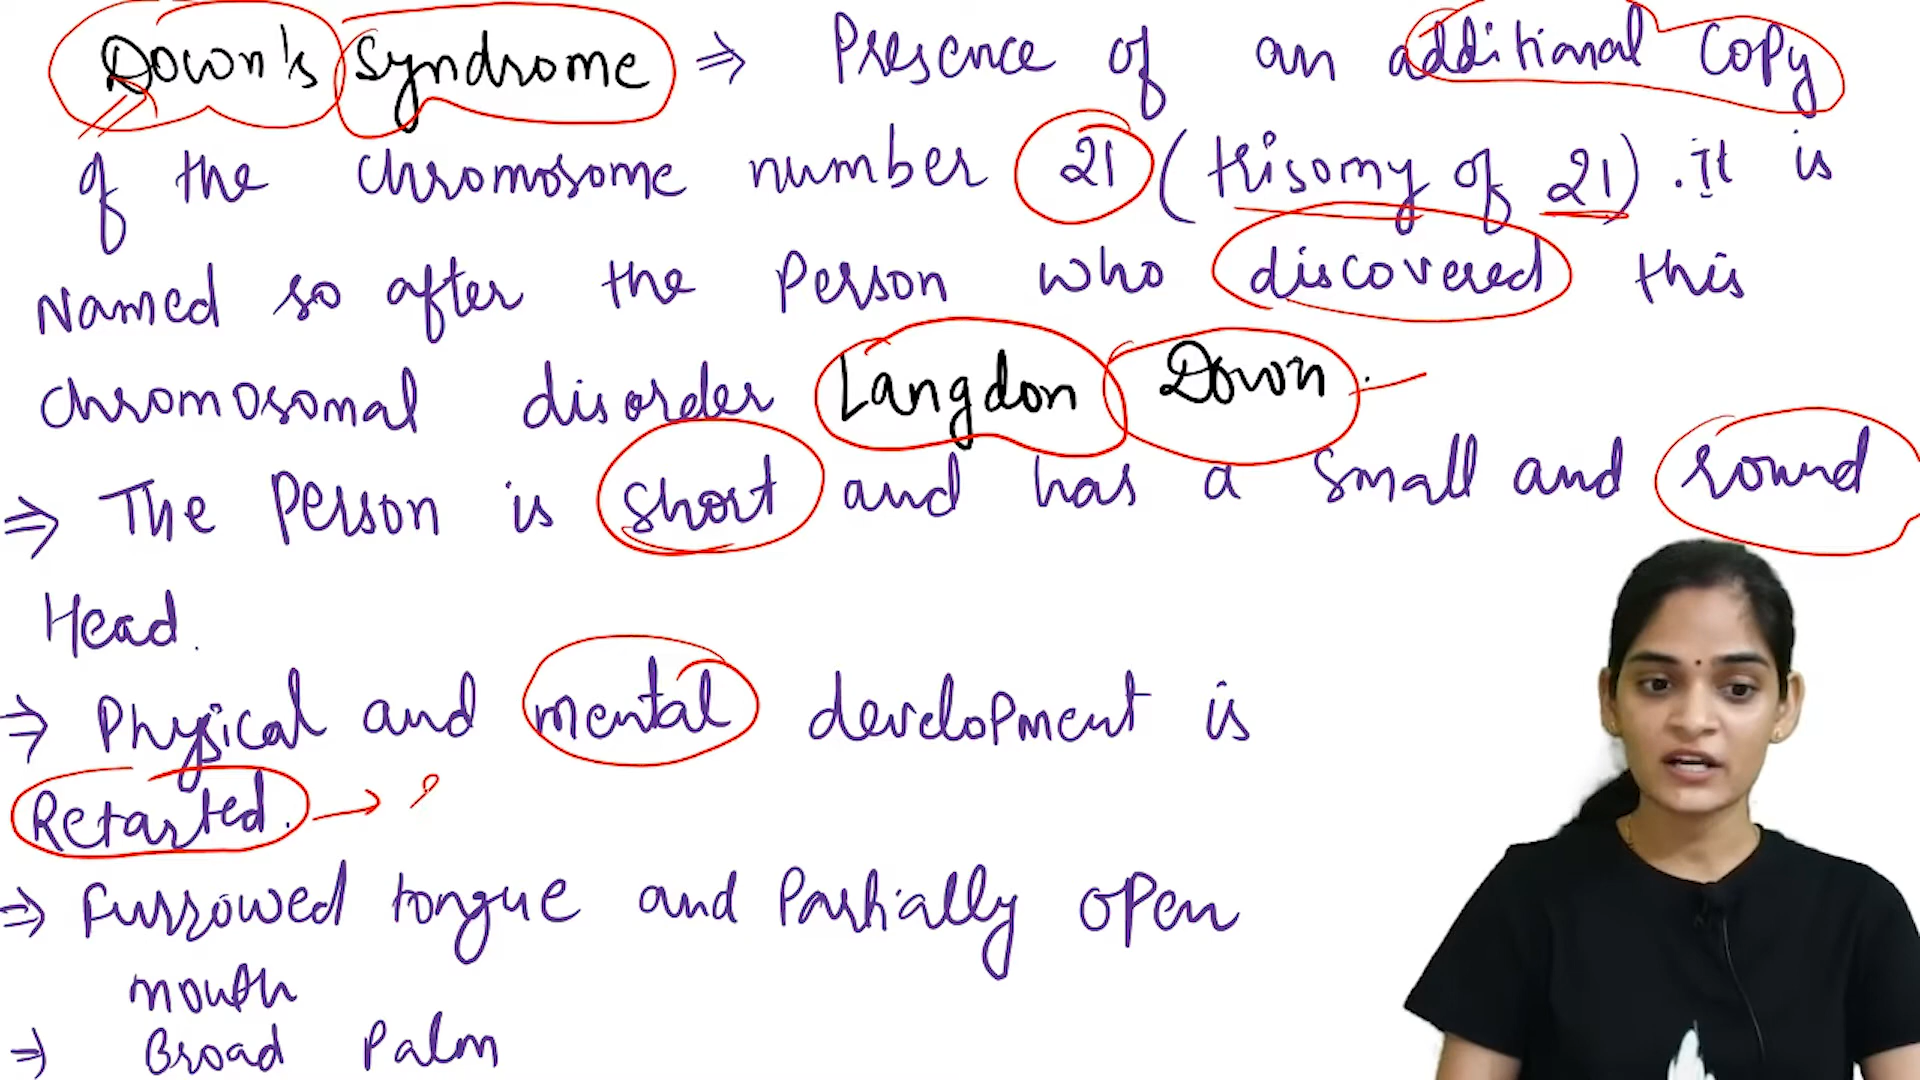 Down's Syndrome ⇒ Presence of an additional copy
of the chromosome number 21 (trisomy of 21). It is
Named so after the Person who discovered this
chromosomal disorder Langdon Down.
⇒ The Person is short and has a small and round
Head.
⇒ Physical and mental development is
Retarted. →
⇒ Furrowed tongue and Partially open
mouth
⇒ Broad Palm